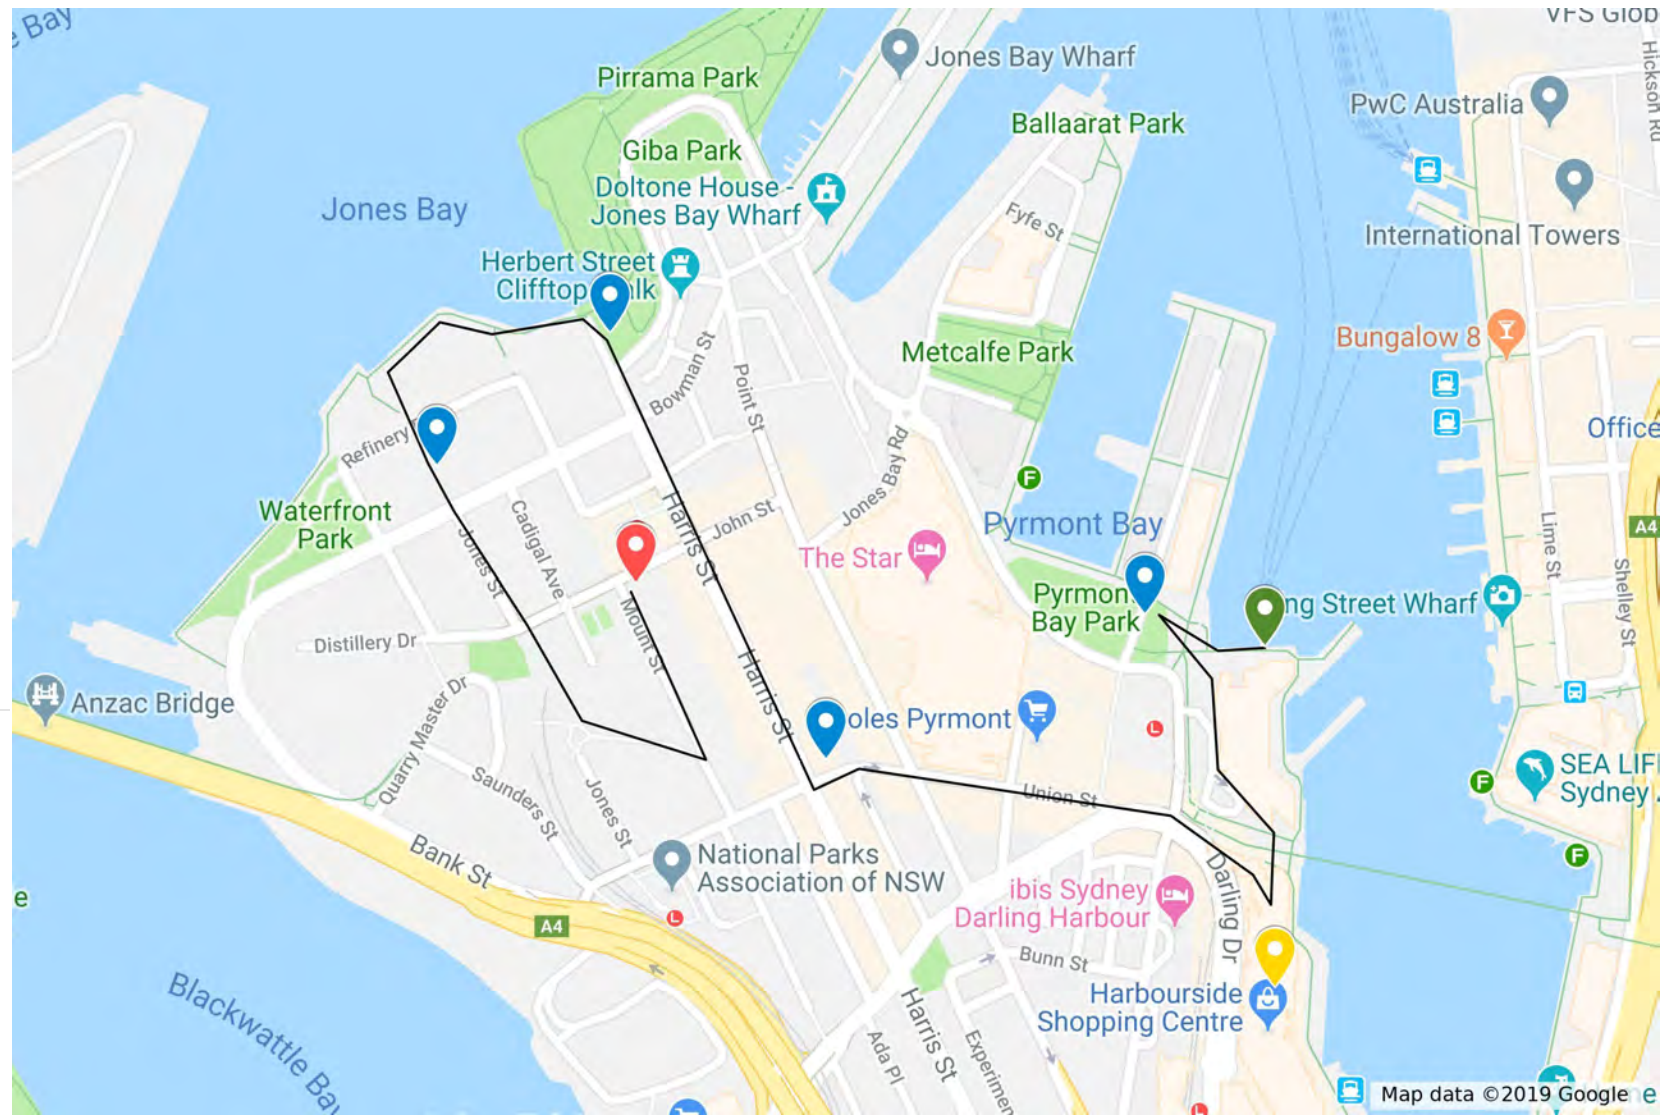 Bay
VFS Glob
Hickson Rd
Jones Bay Wharf
Pirrama Park
PwC Australia
Ballaarat Park
Giba Park
Doltone House -
Jones Bay Wharf
Jones Bay
Fyfe St
International Towers
Herbert Street
Clifftop
Bungalow 8
Metcalfe Park
Bowman St
Point St
Office
Refinery
Jones Bay Rd
F
Waterfront
Park
Harris St
John St
Cadigal Ave
Jones St
Pyrmont Bay
Lime St
A4
The Star
Shelley St
Pyrmont
Bay Park
ng Street Wharf
Mount St
Distillery Dr
Harris St
Anzac Bridge
Quarry Master Dr
oles Pyrmont
L
SEA LIF
Sydney
F
Saunders St
Jones St
Union St
Bank St
National Parks
Association of NSW
F
Darling Dr
ibis Sydney
Darling Harbour
e
L
A4
Bunn St
Blackwattle Bay
Harris St
Harbourside
Shopping Centre
Ada Pl
Experimen
L
Map data ©2019 Google
e